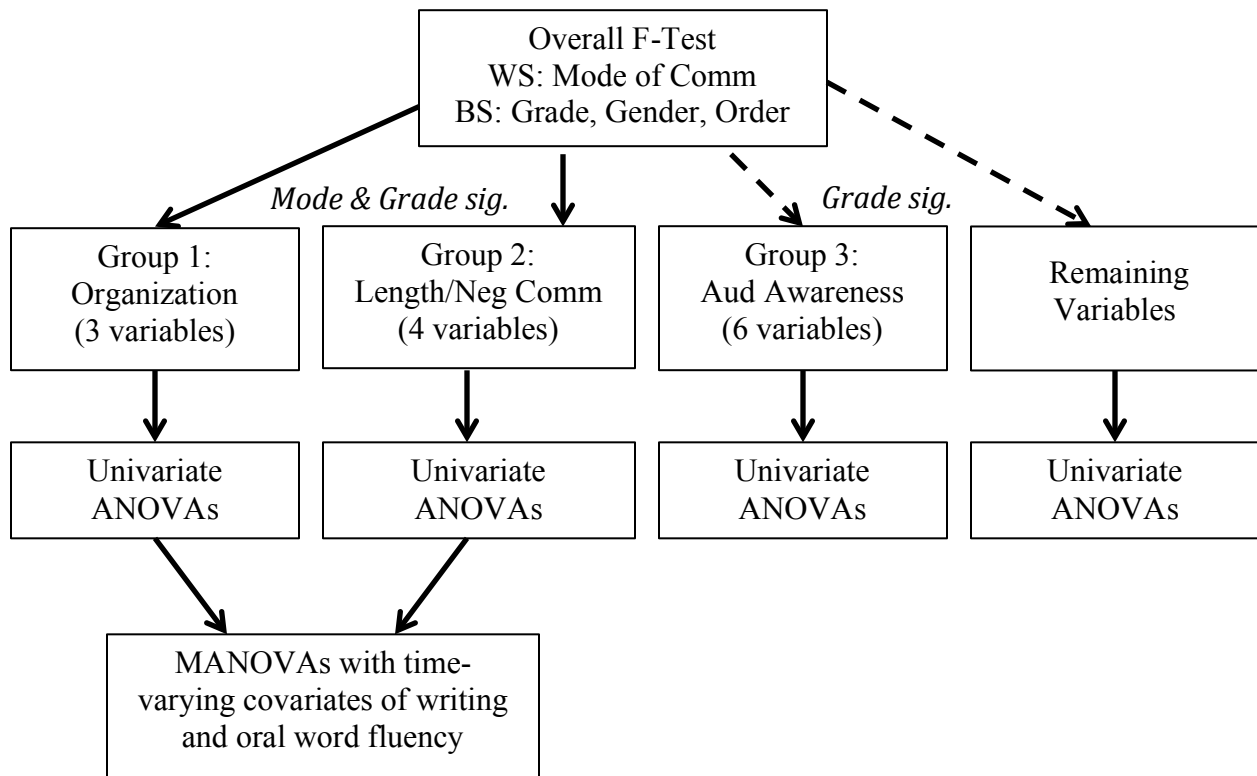 Overall F-Test
WS: Mode of Comm
BS: Grade, Gender, Order
Mode & Grade sig.
Grade sig.
Group 1:
Organization
(3 variables)
Group 2:
Length/Neg Comm
(4 variables)
Group 3:
Aud Awareness
(6 variables)
Remaining
Variables
Univariate
ANOVAs
Univariate
ANOVAs
Univariate
ANOVAs
Univariate
ANOVAs
MANOVAs with time-
varying covariates of writing
and oral word fluency